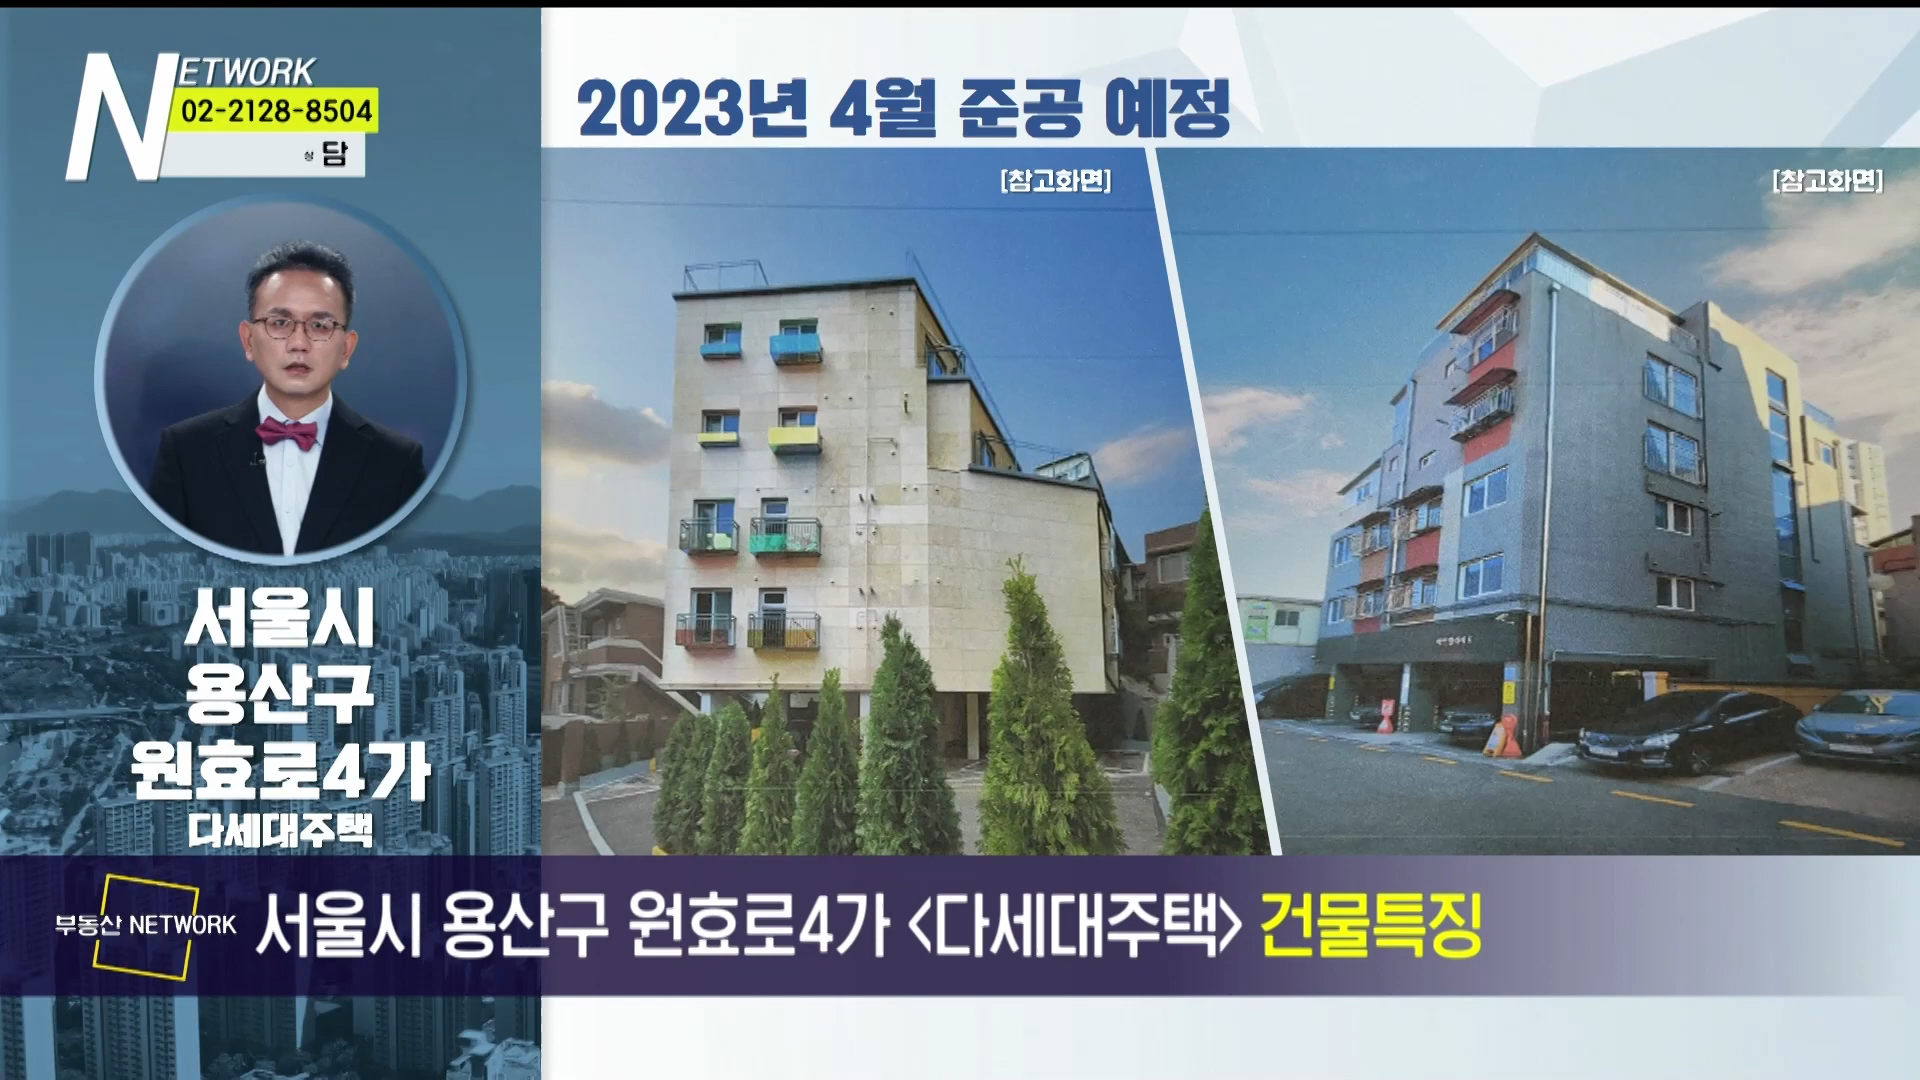 NETWORK
02-2128-8504
상담
2023년 4월 준공 예정
[참고화면]
[참고화면]
서울시
용산구
원효로4가
다세대주택
부동산 NETWORK
서울시 용산구 원효로4가 <다세대주택> 건물특징